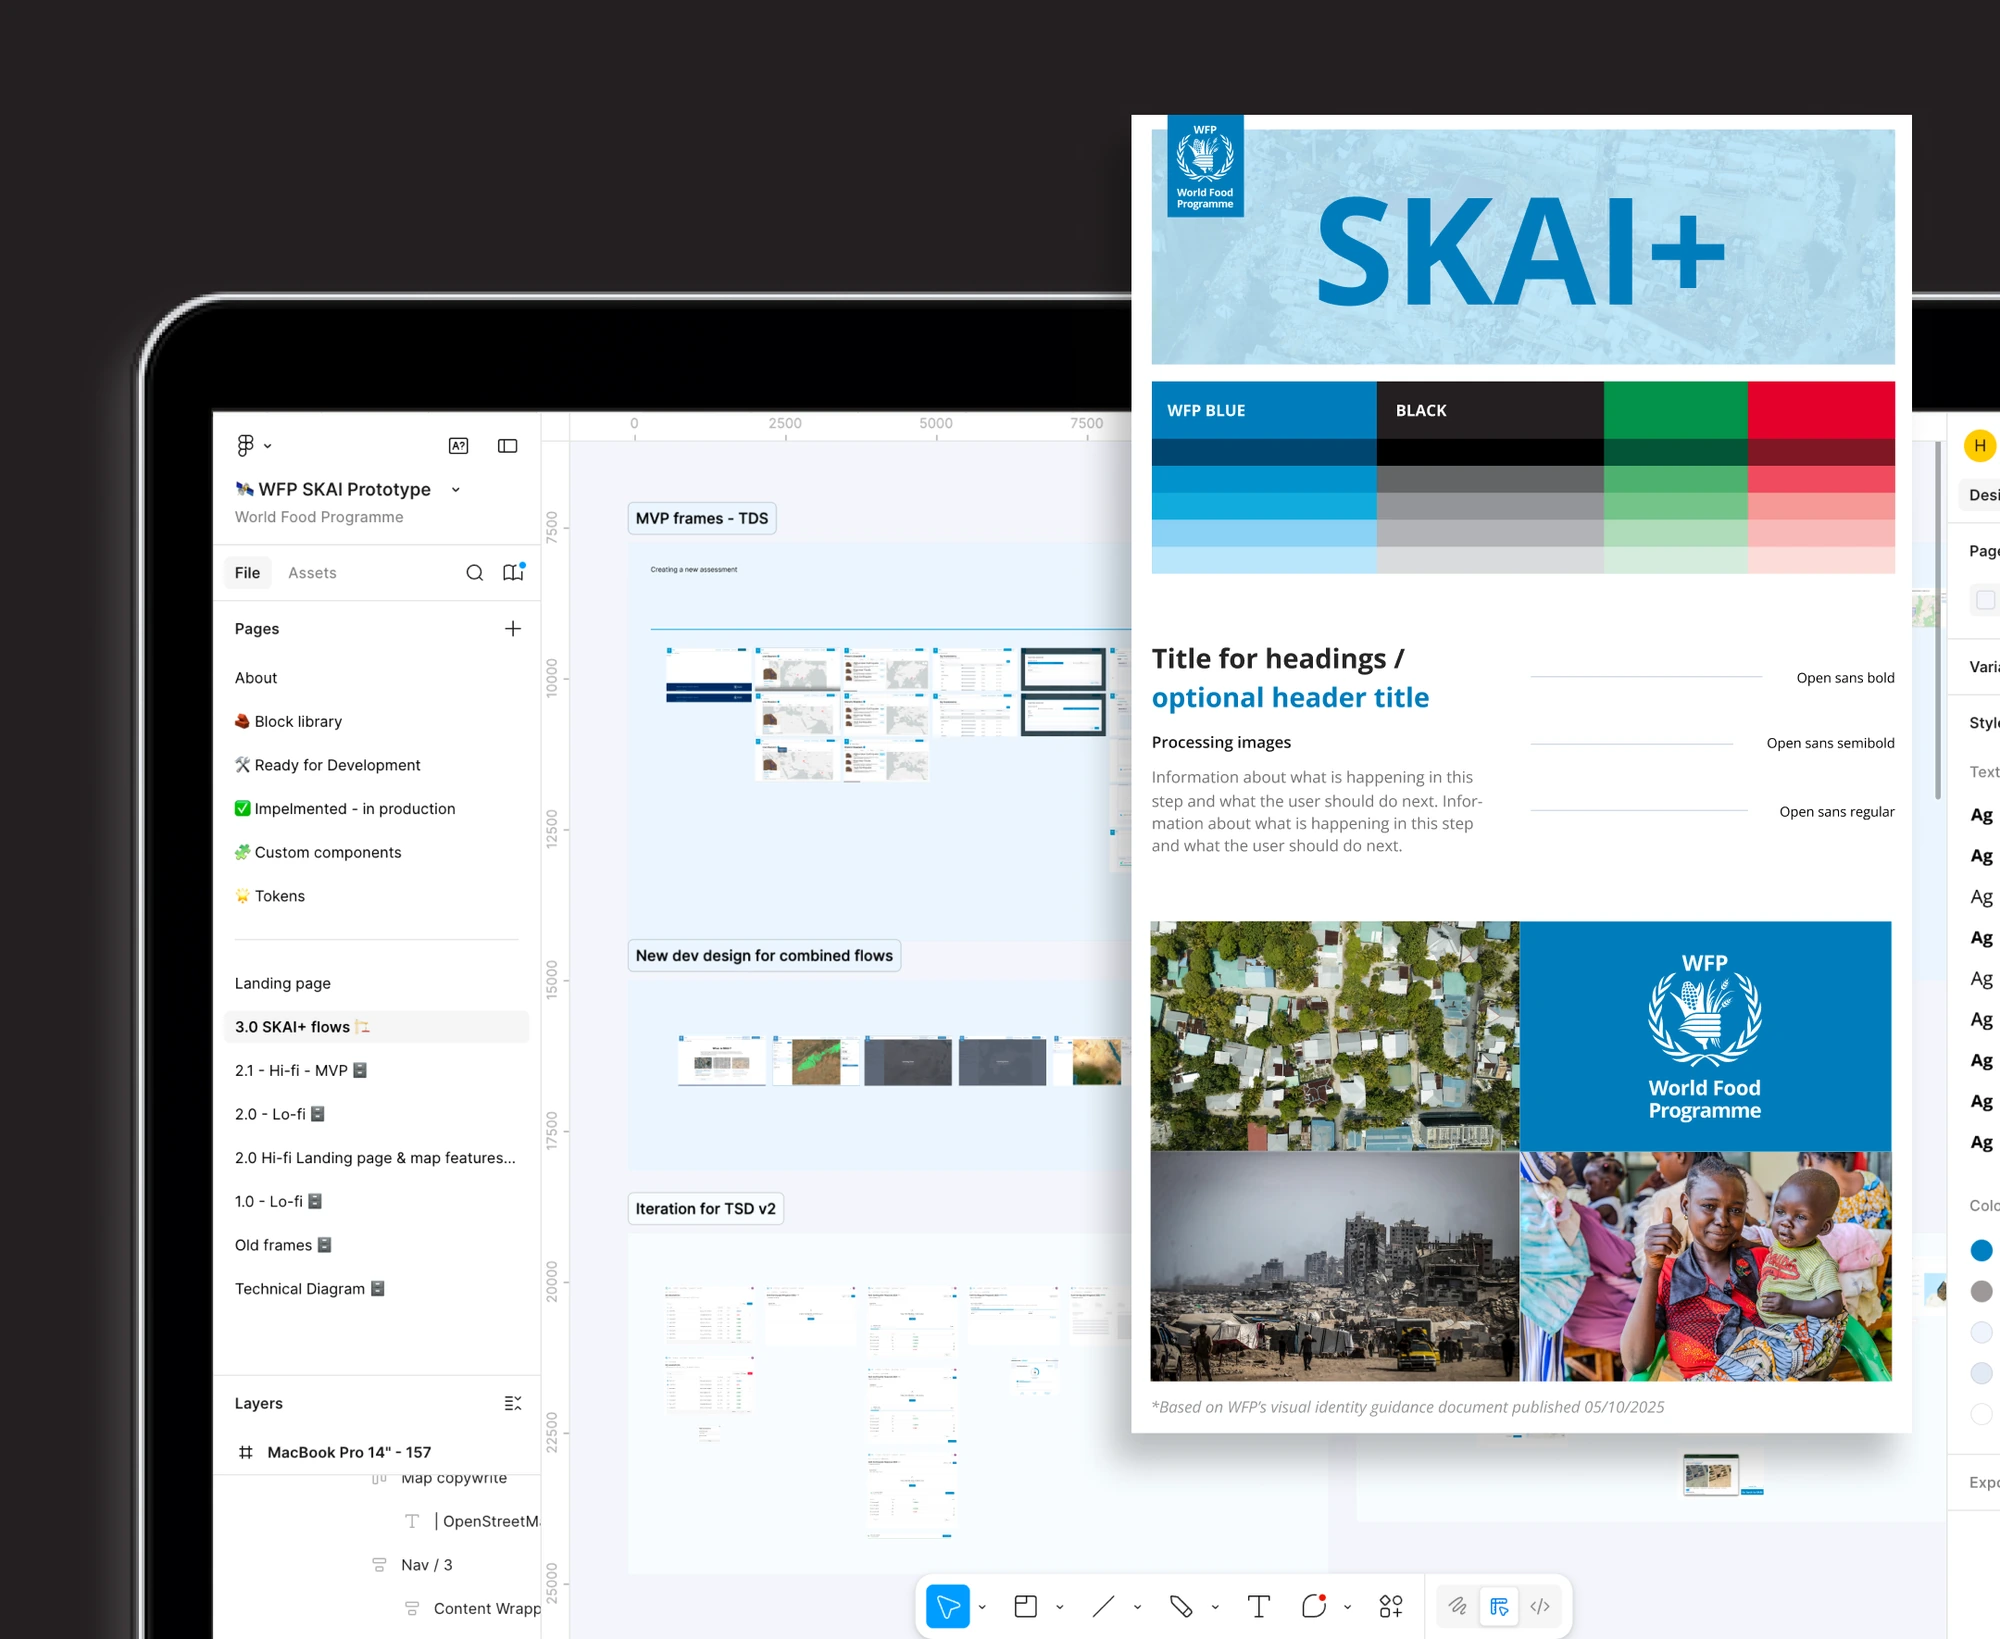 WFP SKAI Prototype
World Food Programme
File
Assets
Pages
About
Block library
Ready for Development
Impelmented - in production
Custom components
Tokens
Landing page
3.0 SKAI+ flows
2.1 - Hi-fi - MVP
2.0 - Lo-fi
2.0 Hi-fi Landing page & map features...
1.0 - Lo-fi
Old frames
Technical Diagram
Layers
MacBook Pro 14" - 157
Map copywrite
| OpenStreetM
Nav / 3
Content Wrapp
0
2500
5000
7500
7500
10000
12500
15000
17500
20000
22500
25000
MVP frames - TDS
Creating a new assessment
New dev design for combined flows
Iteration for TSD v2
WFP
World Food
Programme
SKAI+
WFP BLUE
BLACK
Title for headings /
optional header title
Open sans bold
Processing images
Open sans semibold
Information about what is happening in this
step and what the user should do next. Infor-
mation about what is happening in this step
and what the user should do next.
Open sans regular
WFP
World Food
Programme
*Based on WFP's visual identity guidance document published 05/10/2025
H
Desi
Page
Varia
Style
Text
Ag
Ag
Ag
Ag
Ag
Ag
Ag
Ag
Ag
Colo
Expo